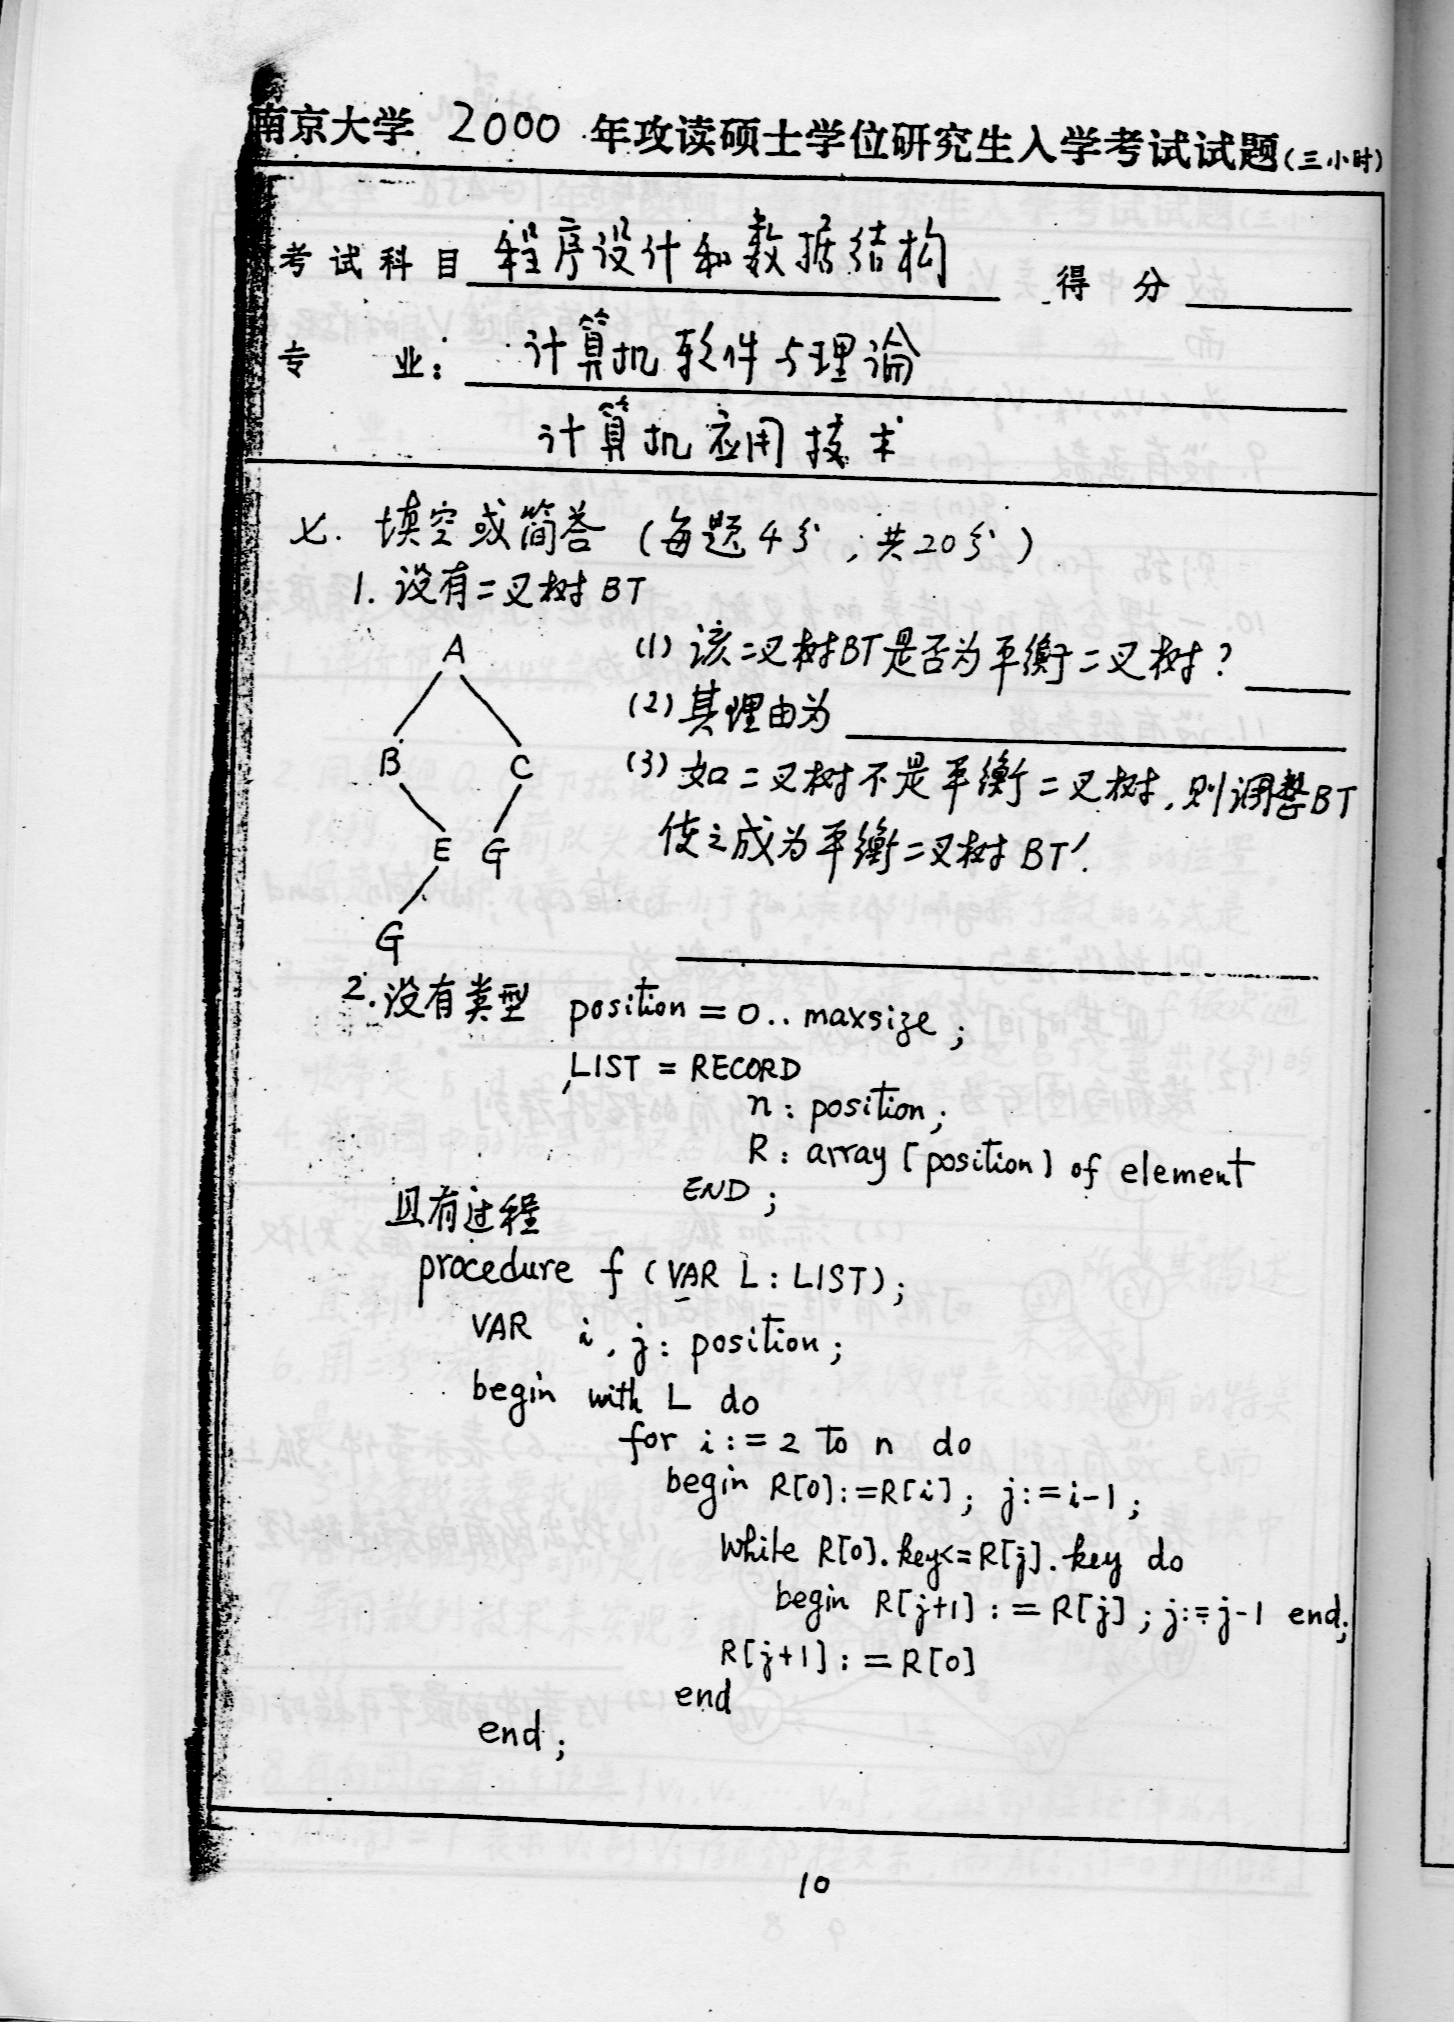 南京大学 2000 年攻读硕士学位研究生入学考试试题(三小时)
考试科目 程序设计和数据结构 得 分
专 业: 计算机软件与理论
计算机应用技术
七. 填空或简答 (每题4分, 共20分)
1. 设有二叉树 BT
A
(1) 该二叉树BT是否为平衡二叉树?
(2) 其理由为
B C
(3) 如二叉树不是平衡二叉树,则调整BT
使之成为平衡二叉树 BT'.
E G
G
2. 设有类型 position = 0.. maxsize ;
LIST = RECORD
n : position ;
R : array [position] of element
END ;
且有过程
procedure f (VAR L : LIST) ;
VAR i, j : position ;
begin with L do
for i := 2 to n do
begin R[0] := R[i] ; j := i-1 ;
while R[0].key <= R[j].key do
begin R[j+1] := R[j] ; j := j-1 end;
R[j+1] := R[0]
end
end ;
10